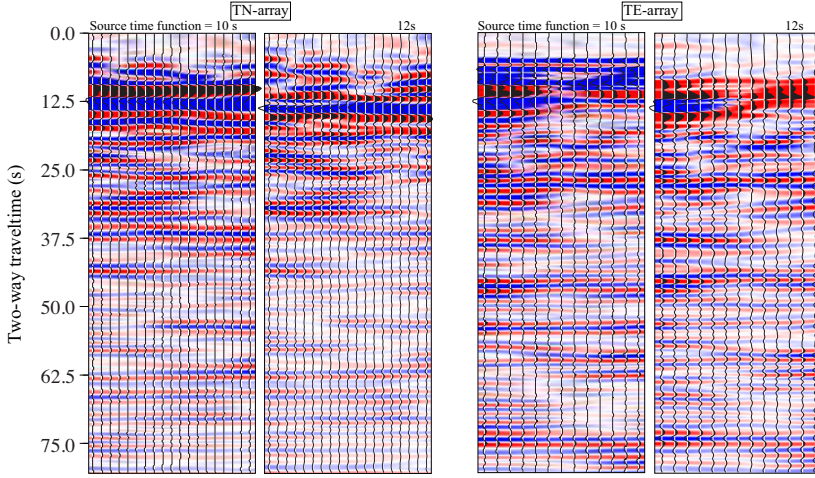 TN-array
TE-array
Source time function = 10 s
12s
Source time function = 10 s
12s
0.0
12.5
25.0
37.5
50.0
62.5
75.0
Two-way traveltime (s)